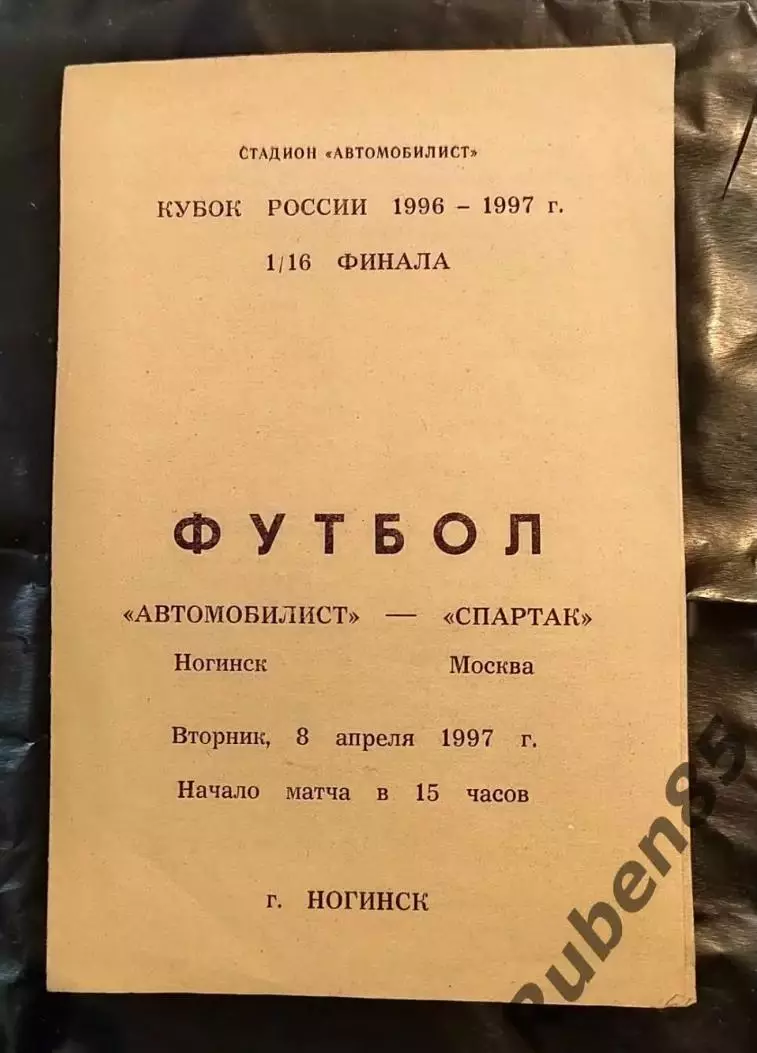 СТАДИОН «АВТОМОБИЛИСТ»
КУБОК РОССИИ 1996 – 1997 г.
1/16 ФИНАЛА
ФУТБОЛ
«АВТОМОБИЛИСТ» — «СПАРТАК»
Ногинск Москва
Вторник, 8 апреля 1997 г.
Начало матча в 15 часов
г. НОГИНСК
Ruben85